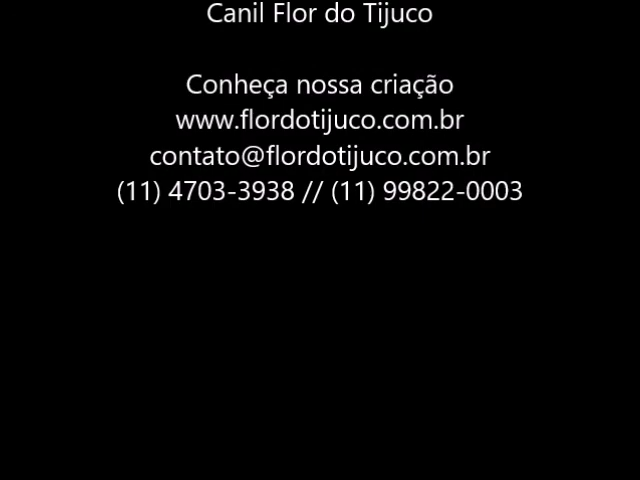 Canil Flor do Tijuco
Conheça nossa criação
www.flordotijuco.com.br
contato@flordotijuco.com.br
(11) 4703-3938 // (11) 99822-0003